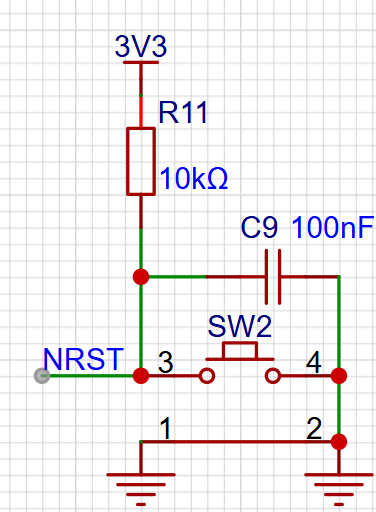 3V3
R11
10kΩ
C9 100nF
SW2
NRST 3 4
1 2